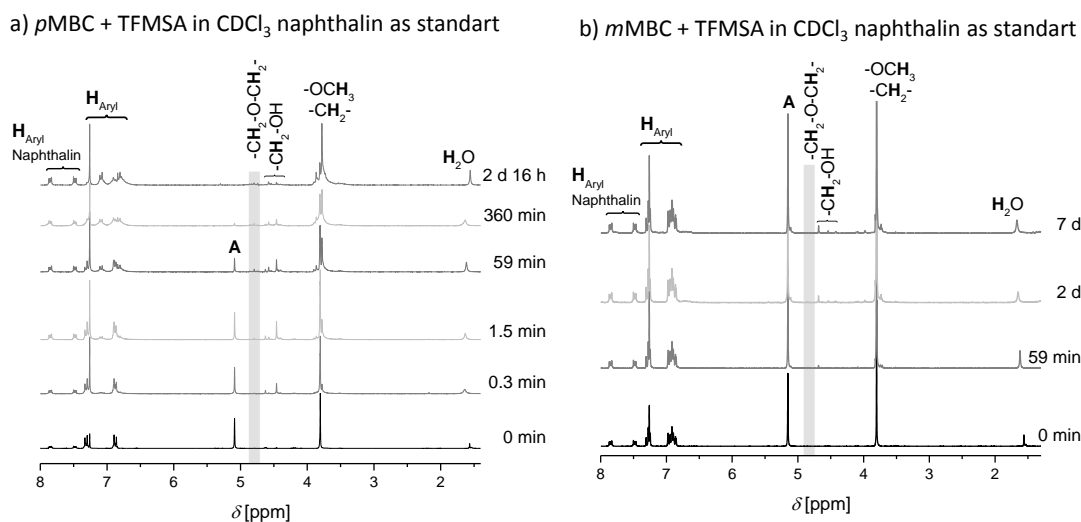 a) pMBC + TFMSA in CDCl3 naphthalin as standart
-CH2-O-CH2-
-CH2-OH
-OCH3
-CH2-
HAryl
HAryl
Naphthalin
A
H2O
2 d 16 h
360 min
59 min
1.5 min
0.3 min
0 min
8 7 6 5 4 3 2
δ [ppm]
b) mMBC + TFMSA in CDCl3 naphthalin as standart
-CH2-O-CH2-
-CH2-OH
-OCH3
-CH2-
A
HAryl
HAryl
Naphthalin
H2O
7 d
2 d
59 min
0 min
8 7 6 5 4 3 2
δ [ppm]